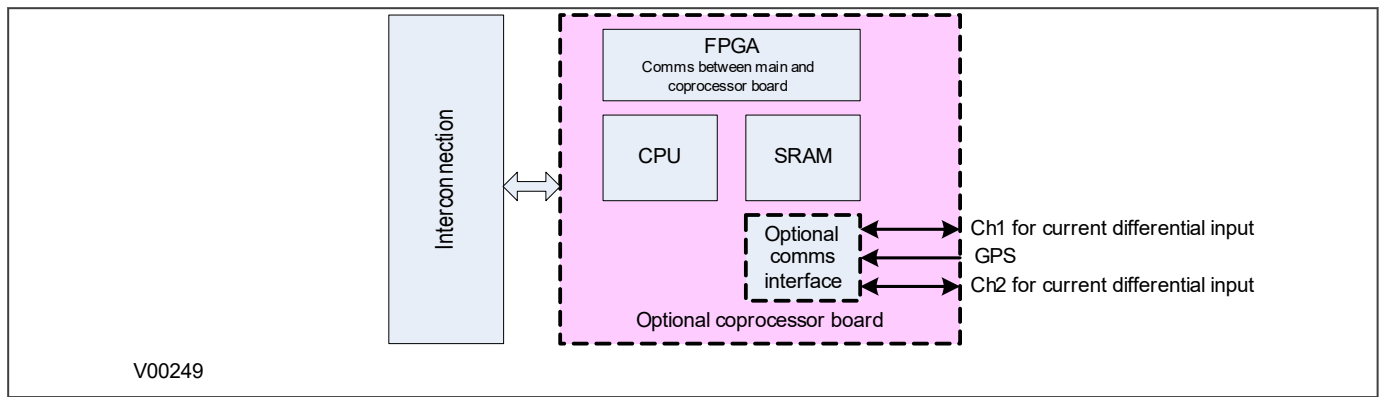 Interconnection
FPGA
Comms between main and
coprocessor board
CPU
SRAM
Optional
comms
interface
Ch1 for current differential input
GPS
Ch2 for current differential input
Optional coprocessor board
V00249